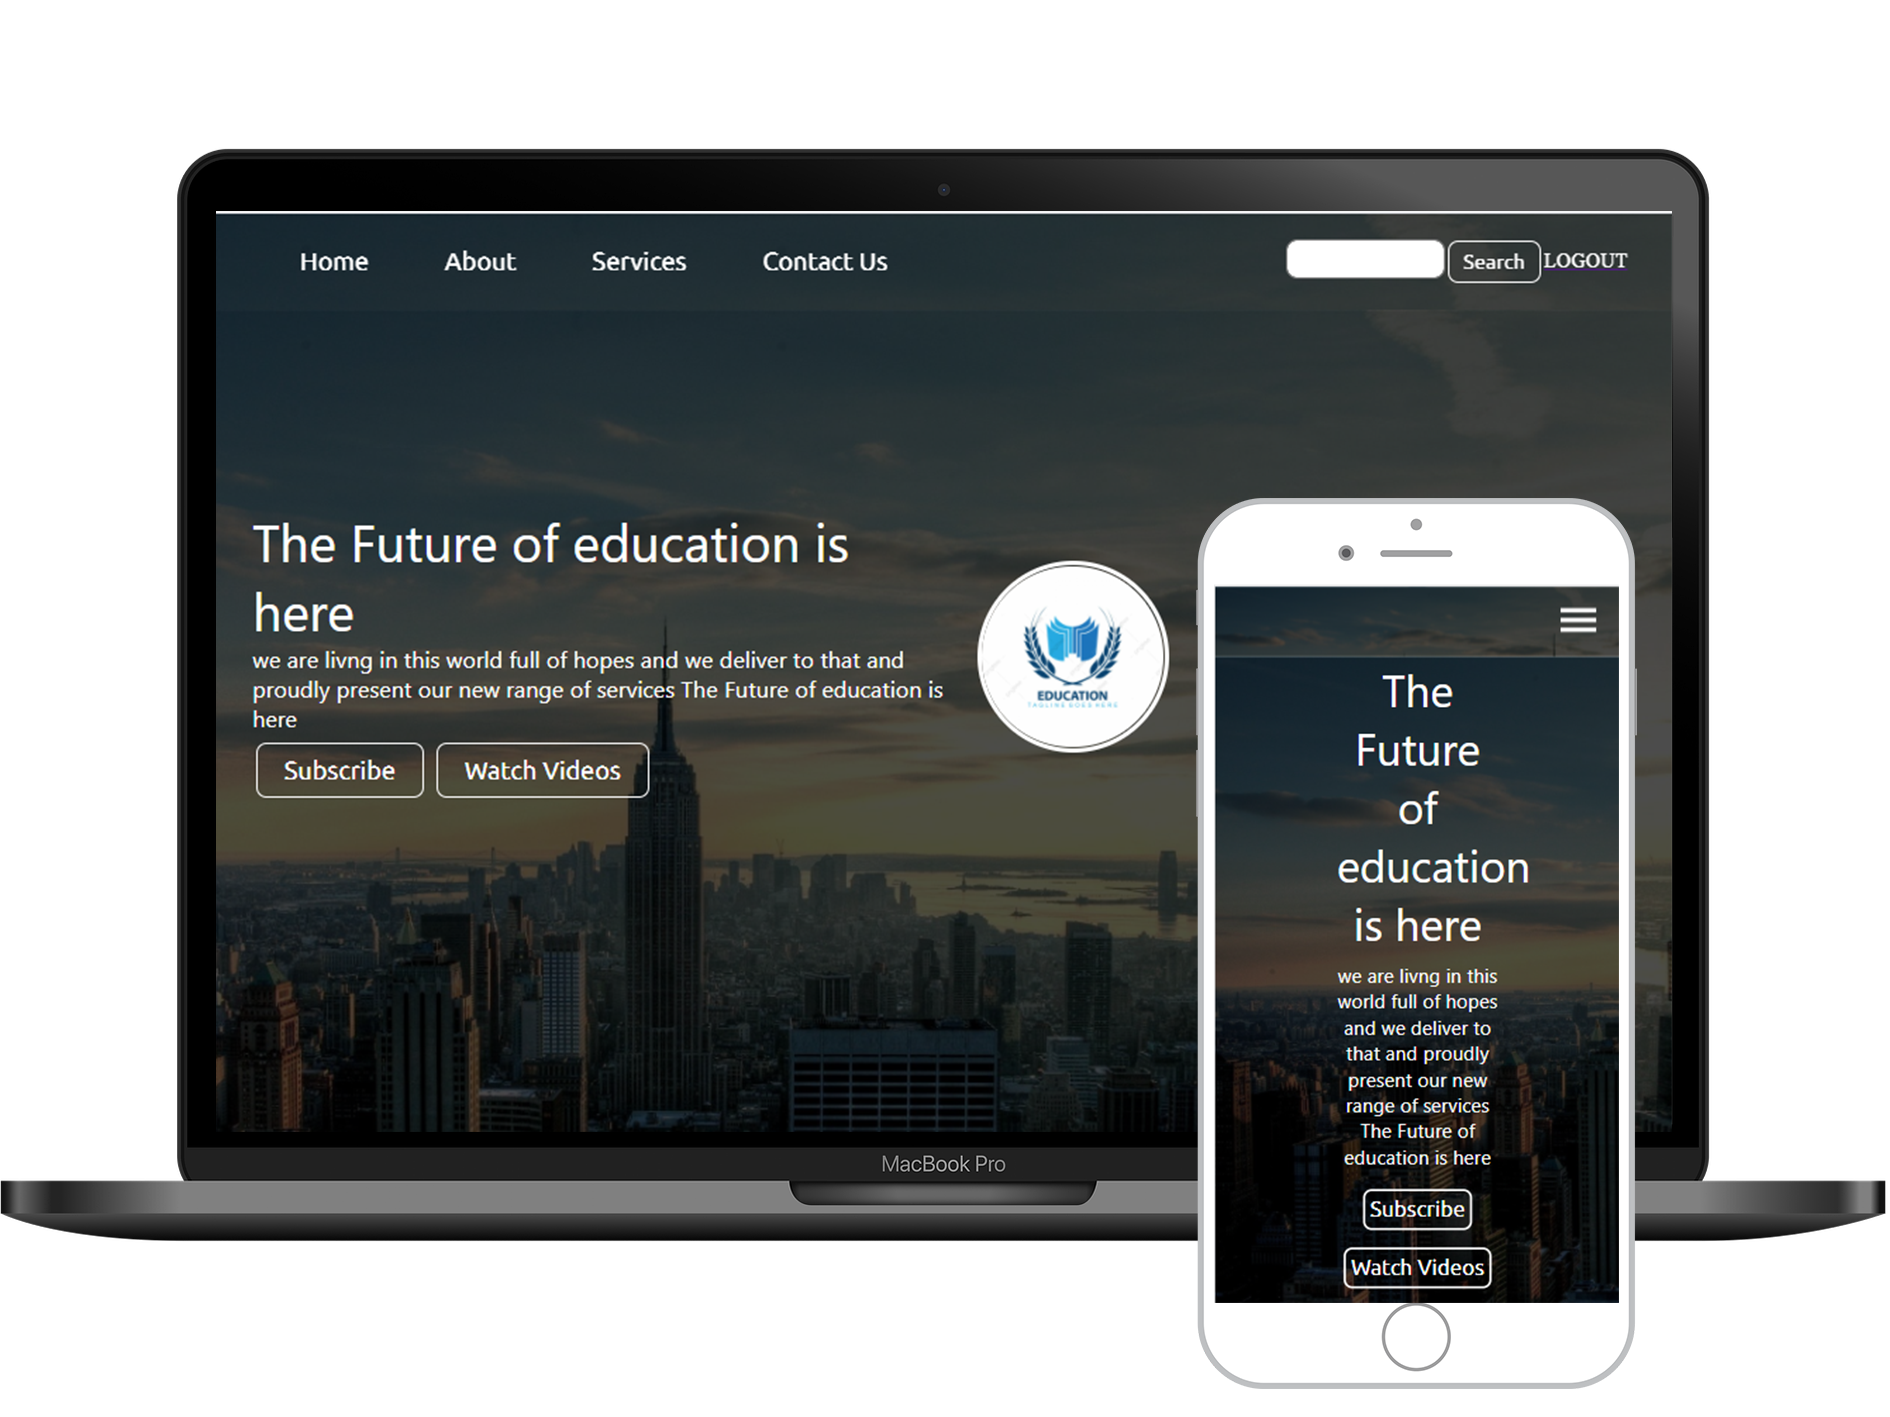 Home About Services Contact Us Search LOGOUT
The Future of education is
here
we are livng in this world full of hopes and we deliver to that and
proudly present our new range of services The Future of education is
here
Subscribe Watch Videos
EDUCATION
TAGLINE GOES HERE
MacBook Pro
The
Future
of
education
is here
we are livng in this
world full of hopes
and we deliver to
that and proudly
present our new
range of services
The Future of
education is here
Subscribe
Watch Videos